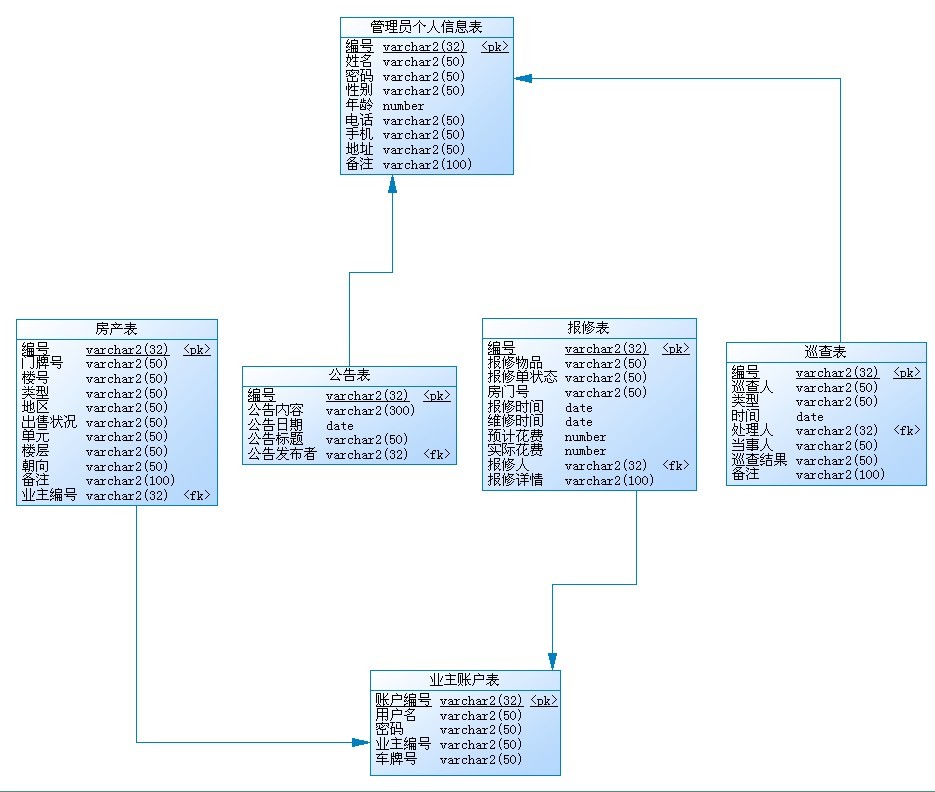 管理员个人信息表
编号 varchar2(32) <pk>
姓名 varchar2(50)
密码 varchar2(50)
性别 varchar2(50)
年龄 number
电话 varchar2(50)
手机 varchar2(50)
地址 varchar2(50)
备注 varchar2(100)
房产表
编号 varchar2(32) <pk>
门牌号 varchar2(50)
楼号 varchar2(50)
类型 varchar2(50)
地区 varchar2(50)
出售状况 varchar2(50)
单元 varchar2(50)
楼层 varchar2(50)
朝向 varchar2(50)
备注 varchar2(100)
业主编号 varchar2(32) <fk>
公告表
编号 varchar2(32) <pk>
公告内容 varchar2(300)
公告日期 date
公告标题 varchar2(50)
公告发布者 varchar2(32) <fk>
报修表
编号 varchar2(32) <pk>
报修物品 varchar2(50)
报修单状态 varchar2(50)
房门号 varchar2(50)
报修时间 date
维修时间 date
预计花费 number
实际花费 number
报修人 varchar2(32) <fk>
报修详情 varchar2(100)
巡查表
编号 varchar2(32) <pk>
巡查人 varchar2(50)
类型 varchar2(50)
时间 date
处理人 varchar2(32) <fk>
当事人 varchar2(50)
巡查结果 varchar2(50)
备注 varchar2(100)
业主账户表
账户编号 varchar2(32) <pk>
用户名 varchar2(50)
密码 varchar2(50)
业主编号 varchar2(50)
车牌号 varchar2(50)